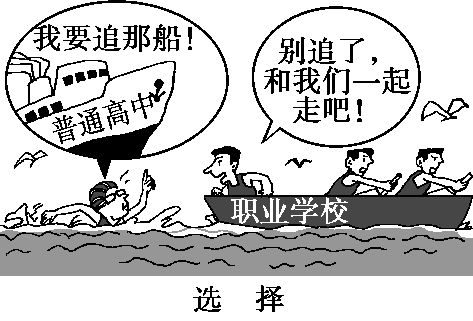 我要追那船!
普通高中
别追了,
和我们一起
走吧!
职业学校
选择